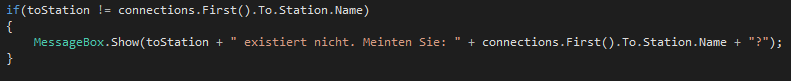 if(toStation != connections.First().To.Station.Name)
{
    MessageBox.Show(toStation + " existiert nicht. Meinten Sie: " + connections.First().To.Station.Name + "?");
}